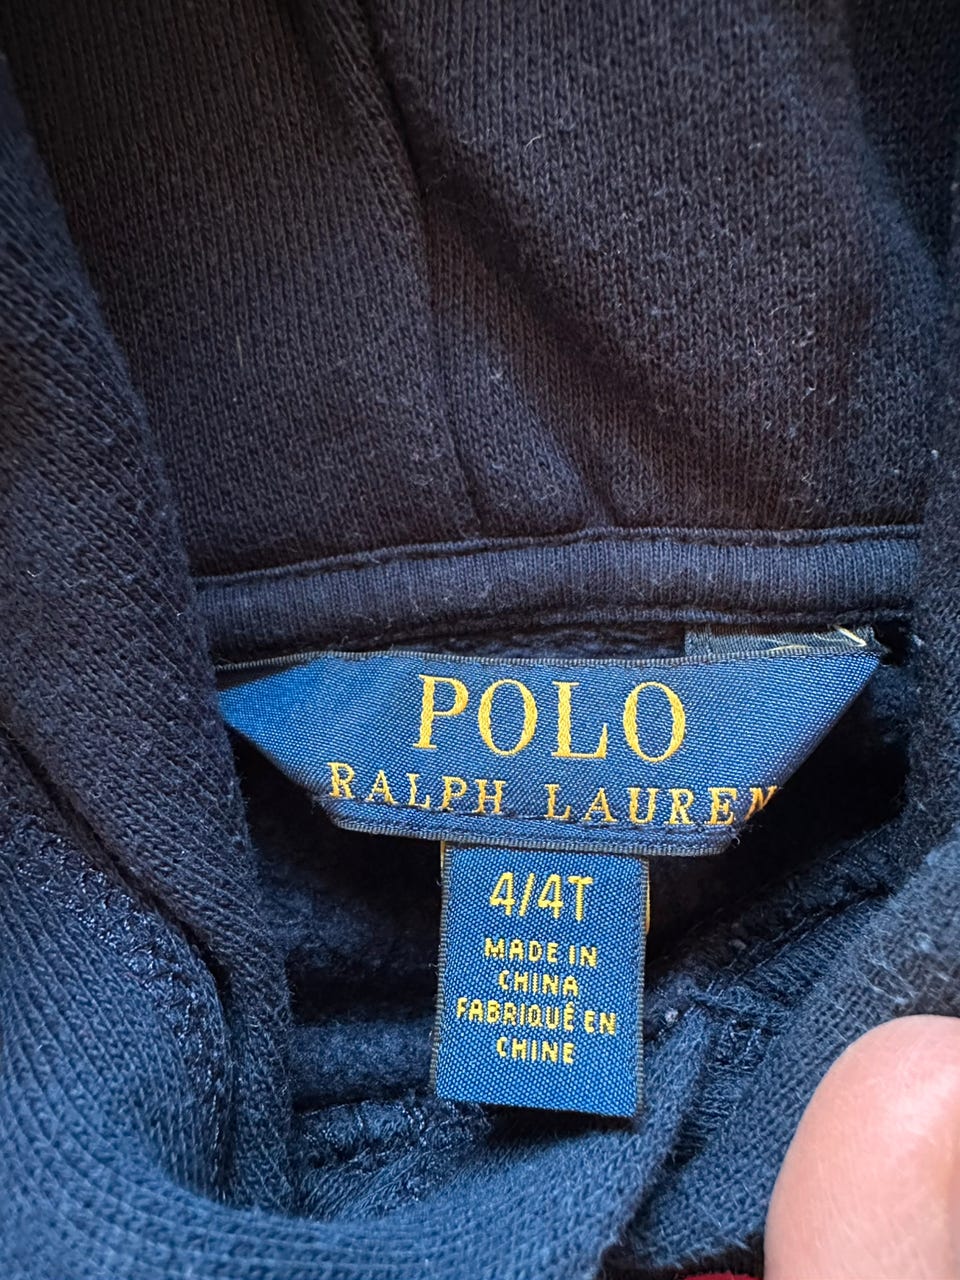 POLO
RALPH LAUREN
4/4T
MADE IN
CHINA
FABRIQUÉ EN
CHINE